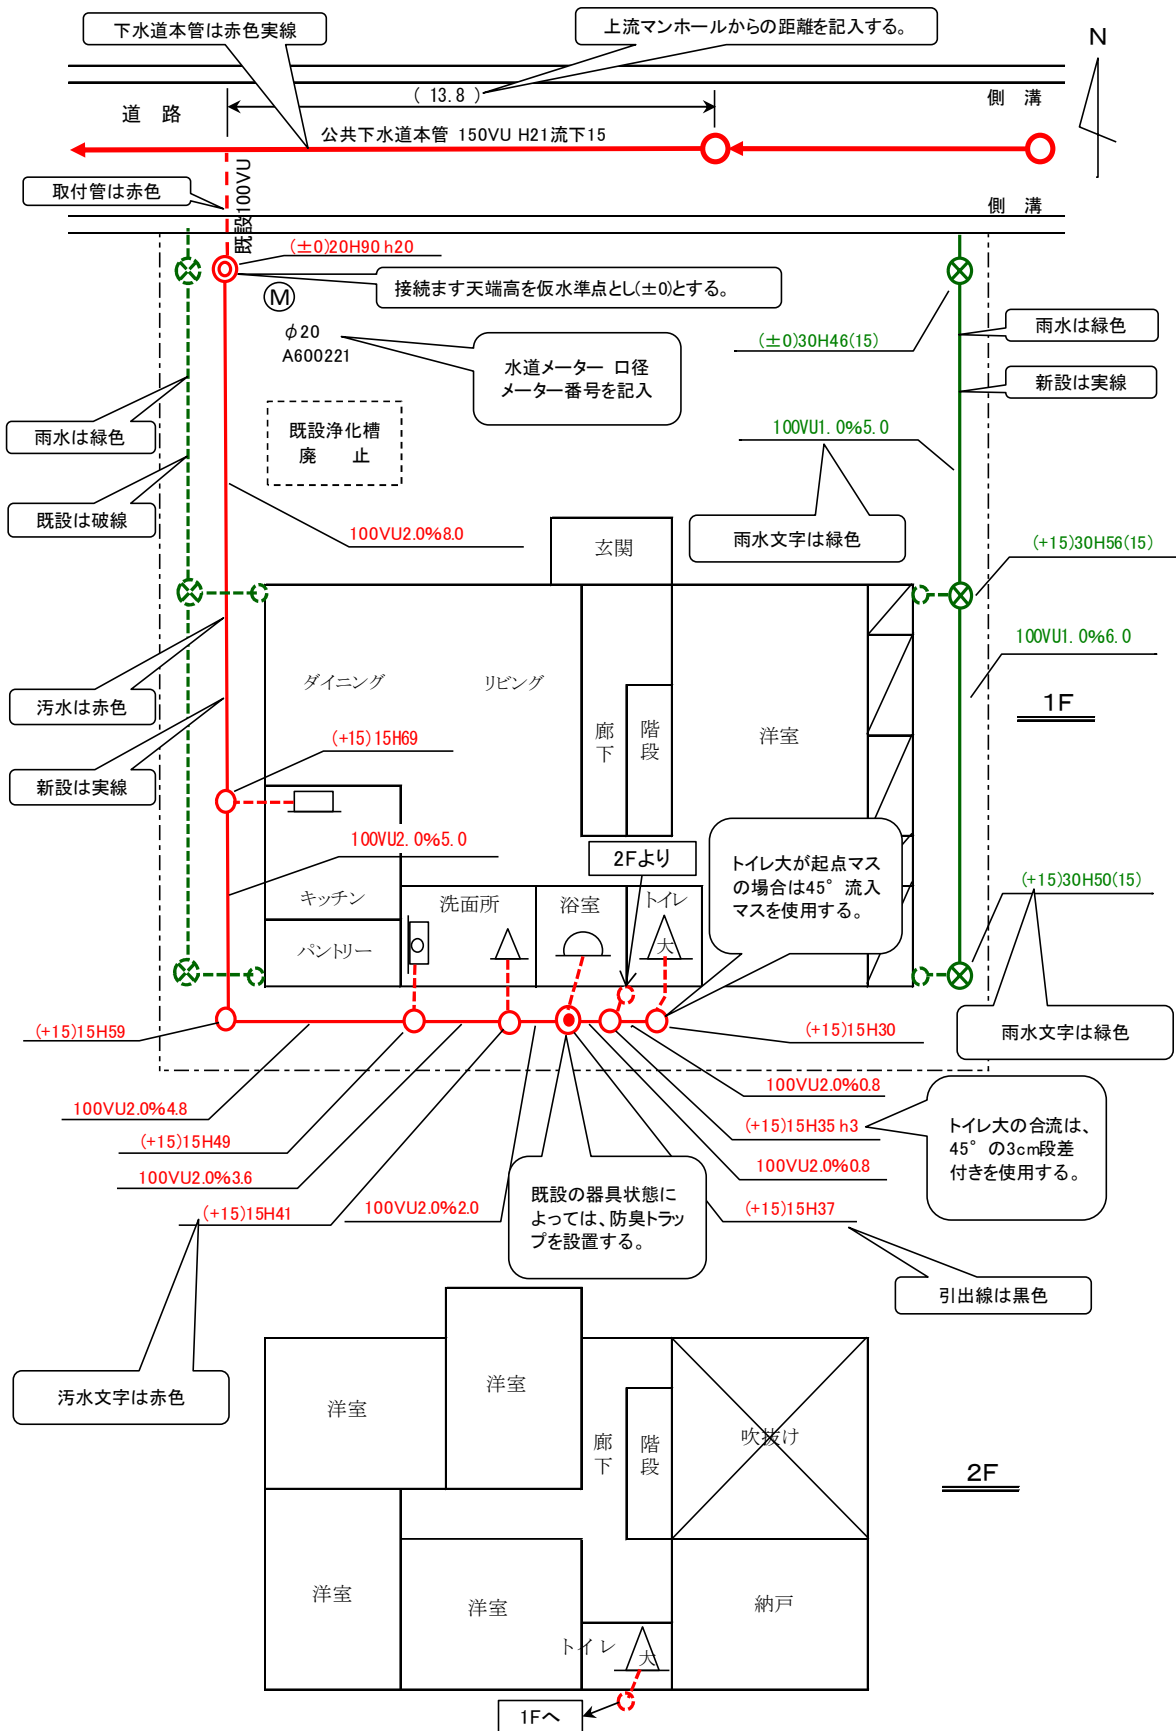 下水道本管は赤色実線
上流マンホールからの距離を記入する。
N
( 13.8 )
道 路
側 溝
公共下水道本管 150VU H21流下15
取付管は赤色
既設100VU
側 溝
(±0)20H90 h20
接続ます天端高を仮水準点とし(±0)とする。
M
φ20
A600221
水道メーター 口径
メーター番号を記入
(±0)30H46(15)
雨水は緑色
新設は実線
既設浄化槽
廃 止
雨水は緑色
100VU1.0%5.0
既設は破線
100VU2.0%8.0
玄関
雨水文字は緑色
(+15)30H56(15)
100VU1.0%6.0
汚水は赤色
ダイニング
リビング
廊下
階段
洋室
1F
新設は実線
(+15)15H69
100VU2.0%5.0
2Fより
トイレ大が起点マス
の場合は45°流入
マスを使用する。
(+15)30H50(15)
キッチン
洗面所
浴室
トイレ
大
パントリー
(+15)15H59
(+15)15H30
雨水文字は緑色
100VU2.0%4.8
100VU2.0%0.8
(+15)15H49
(+15)15H35 h3
トイレ大の合流は、
45°の3cm段差
付きを使用する。
100VU2.0%3.6
100VU2.0%0.8
(+15)15H41
100VU2.0%2.0
既設の器具状態に
よっては、防臭トラッ
プを設置する。
(+15)15H37
引出線は黒色
汚水文字は赤色
洋室
洋室
廊下
階段
吹抜け
2F
洋室
洋室
納戸
トイレ
大
1Fへ